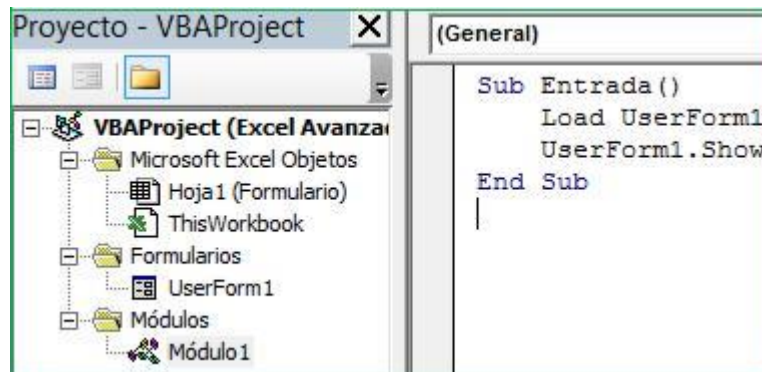 Proyecto - VBAProject
VBAProject (Excel Avanza
Microsoft Excel Objetos
Hoja1 (Formulario)
ThisWorkbook
Formularios
UserForm1
Módulos
Módulo1
(General)
Sub Entrada()
Load UserForm1
UserForm1.Show
End Sub